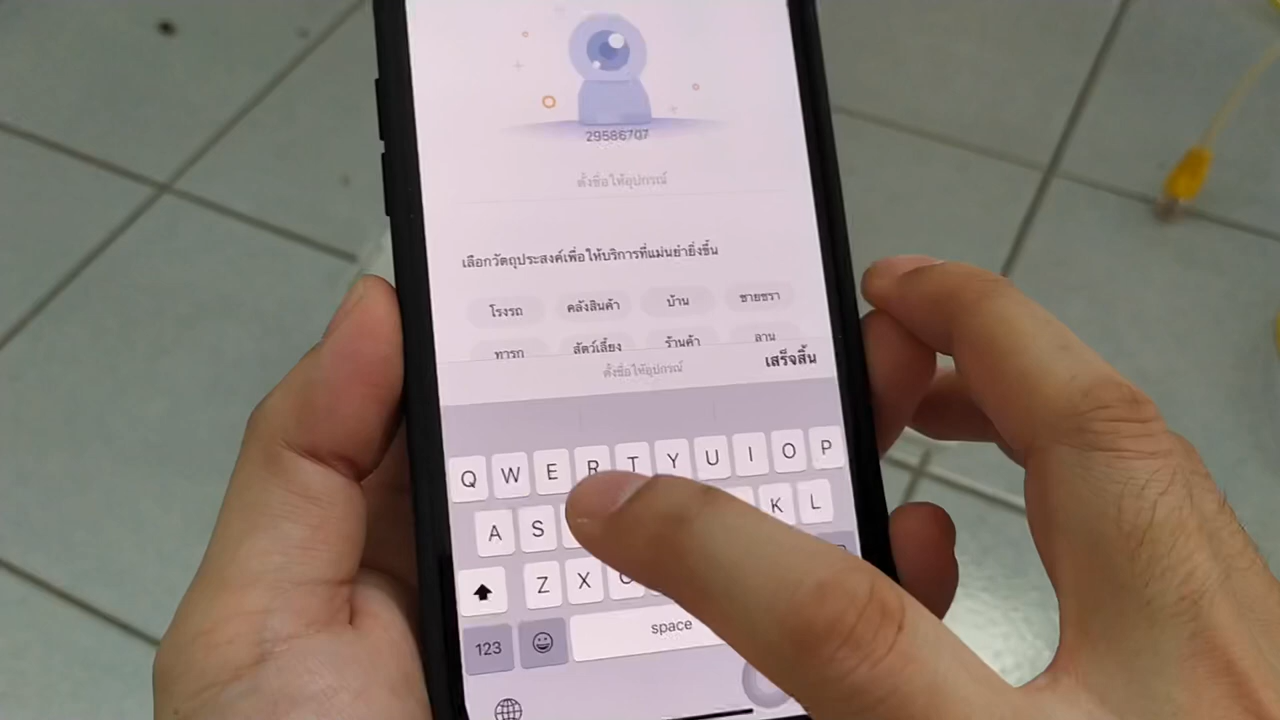 29586707
ตั้งชื่อให้อุปกรณ์
เลือกวัตถุประสงค์เพื่อให้บริการที่แม่นยำยิ่งขึ้น
โรงรถ คลังสินค้า บ้าน ชายชรา
ทารก สัตว์เลี้ยง ร้านค้า ลาน
ตั้งชื่อให้อุปกรณ์ เสร็จสิ้น
Q W E R T Y U I O P
A S K L
Z X C
123 space